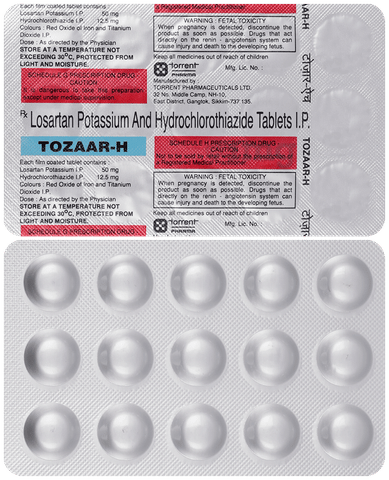 Each film coated tablet contains :
Losartan Potassium I.P. 50 mg
Hydrochlorothiazide I.P. 12.5 mg
Colours : Red Oxide of Iron and Titanium
Dioxide I.P.
Dose : As directed by the Physician
STORE AT A TEMPERATURE NOT
EXCEEDING 30°C, PROTECTED FROM
LIGHT AND MOISTURE.
SCHEDULE G PRESCRIPTION DRUG -
CAUTION
It is dangerous to take this preparation
except under medical supervision.
a Registered Medical Practitioner.
WARNING : FETAL TOXICITY
When pregnancy is detected, discontinue the
product as soon as possible. Drugs that act
directly on the renin - angiotensin system can
cause injury and death to the developing fetus.
Keep all medicines out of reach of children
torrent
PHARMA
Mfg. Lic. No. :
Manufactured by :
TORRENT PHARMACEUTICALS LTD.
32 No. Middle Camp, NH-10,
East District, Gangtok, Sikkim-737 135.
TOZAAR-H
टोज़ार-एच
Rx Losartan Potassium And Hydrochlorothiazide Tablets I.P.
TOZAAR-H
Each film coated tablet contains :
Losartan Potassium I.P. 50 mg
Hydrochlorothiazide I.P. 12.5 mg
Colours : Red Oxide of Iron and Titanium
Dioxide I.P.
Dose : As directed by the Physician
STORE AT A TEMPERATURE NOT
EXCEEDING 30°C, PROTECTED FROM
LIGHT AND MOISTURE.
SCHEDULE G PRESCRIPTION DRUG -
SCHEDULE H PRESCRIPTION DRUG -
CAUTION
Not to be sold by retail without the prescription of
a Registered Medical Practitioner.
WARNING : FETAL TOXICITY
When pregnancy is detected, discontinue the
product as soon as possible. Drugs that act
directly on the renin - angiotensin system can
cause injury and death to the developing fetus.
Keep all medicines out of reach of children
torrent
PHARMA
Mfg. Lic. No. :
TOZAAR-H